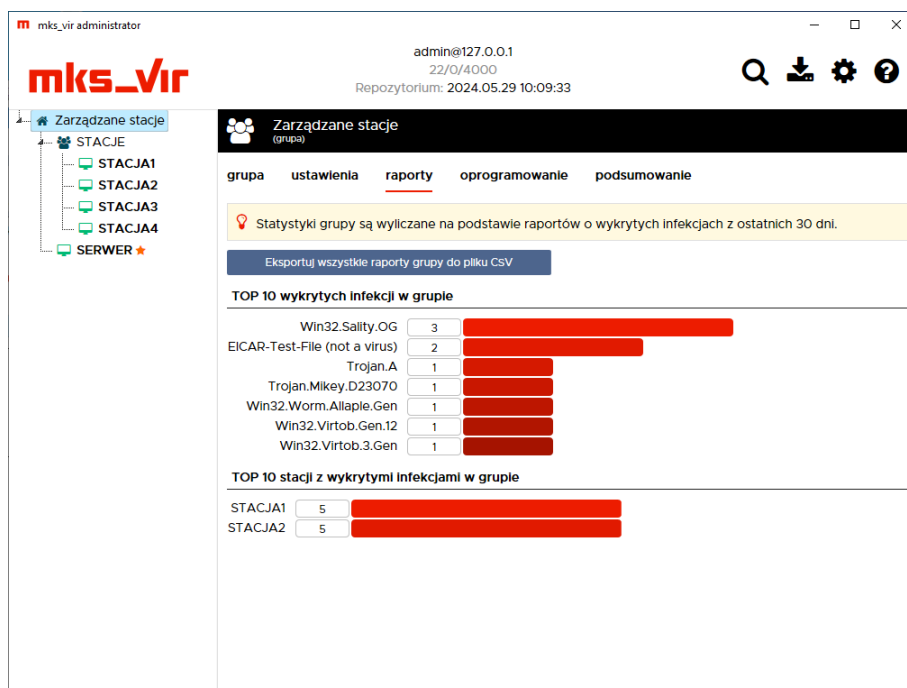 mks_vir administrator
mks_vir
admin@127.0.0.1
22/0/4000
Repozytorium: 2024.05.29 10:09:33
Zarządzane stacje
STACJE
STACJA1
STACJA2
STACJA3
STACJA4
SERWER
Zarządzane stacje
(grupa)
grupa ustawienia raporty oprogramowanie podsumowanie
Statystyki grupy są wyliczane na podstawie raportów o wykrytych infekcjach z ostatnich 30 dni.
Eksportuj wszystkie raporty grupy do pliku CSV
TOP 10 wykrytych infekcji w grupie
Win32.Sality.OG 3
EICAR-Test-File (not a virus) 2
Trojan.A 1
Trojan.Mikey.D23070 1
Win32.Worm.Allaple.Gen 1
Win32.Virtob.Gen.12 1
Win32.Virtob.3.Gen 1
TOP 10 stacji z wykrytymi infekcjami w grupie
STACJA1 5
STACJA2 5